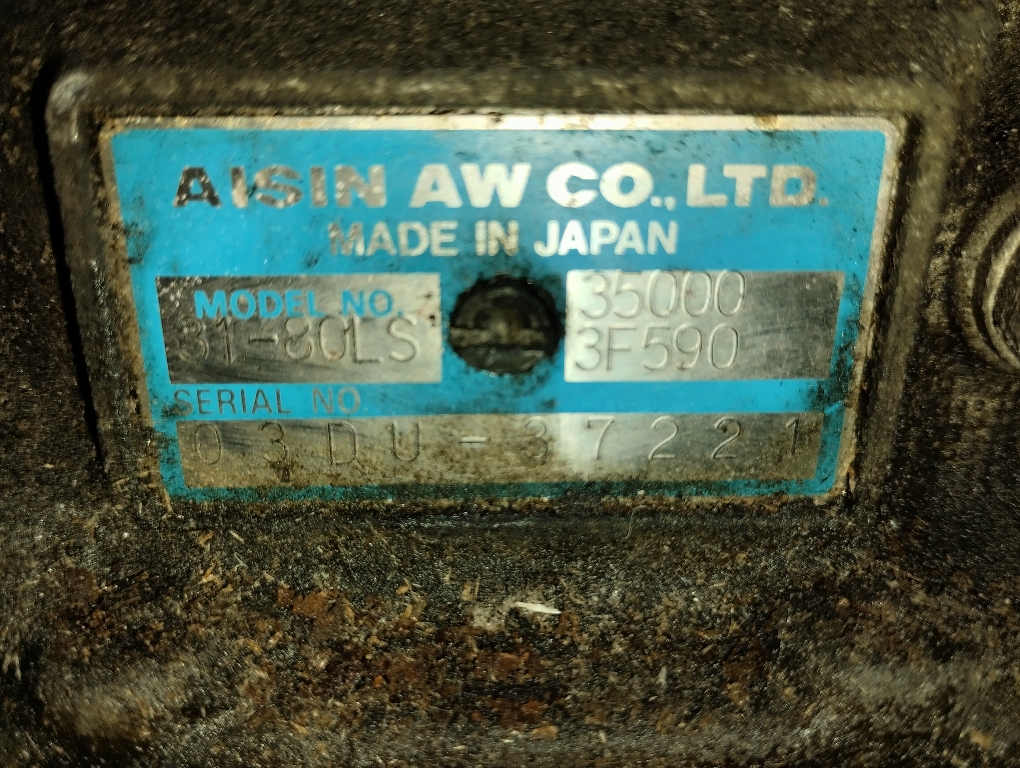 AISIN AW CO., LTD.
MADE IN JAPAN
MODEL NO.
31-80LS
35000
3F590
SERIAL NO.
03DU-37221